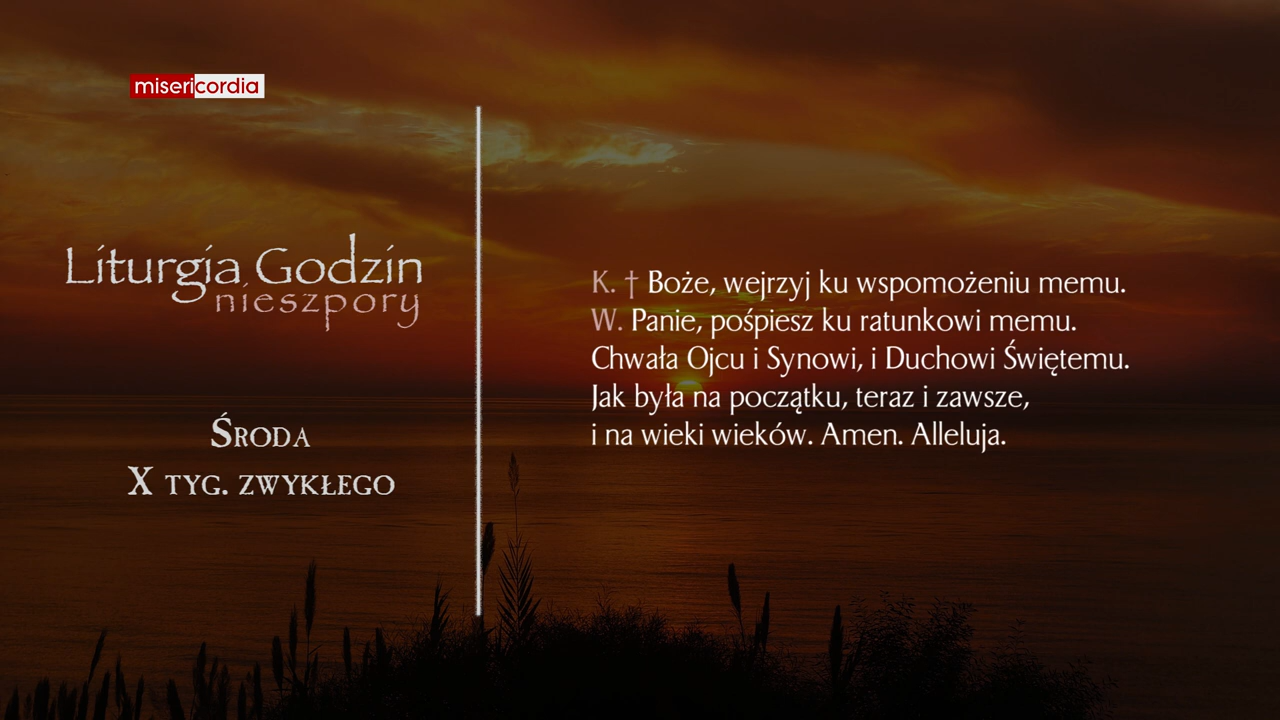 misericordia
Liturgia Godzin
nieszpory
Środa
X tyg. zwykłego
K. † Boże, wejrzyj ku wspomożeniu memu.
W. Panie, pośpiesz ku ratunkowi memu.
Chwała Ojcu i Synowi, i Duchowi Świętemu.
Jak była na początku, teraz i zawsze,
i na wieki wieków. Amen. Alleluja.